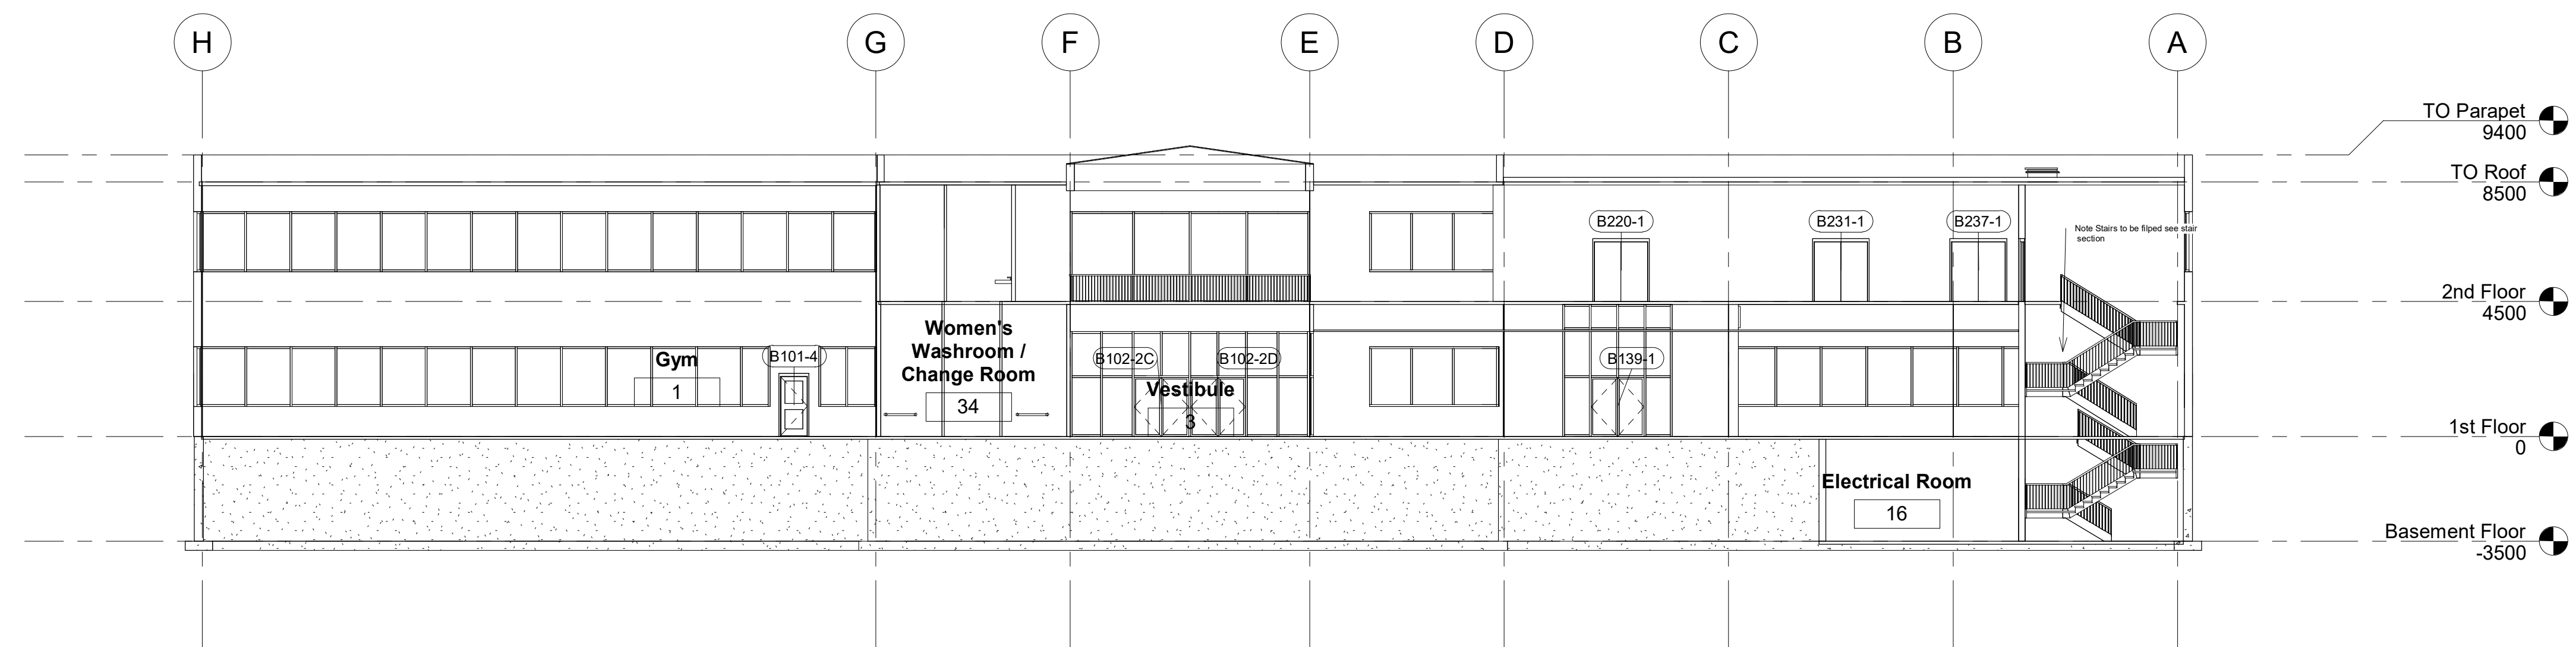 H G F E D C B A
TO Parapet
9400
TO Roof
8500
B220-1 B231-1 B237-1
Note Stairs to be filped see stair
section
2nd Floor
4500
Women's
Washroom /
Change Room
34
Gym
1
B101-4
B102-2C B102-2D
Vestibule
3
B139-1
1st Floor
0
Electrical Room
16
Basement Floor
-3500